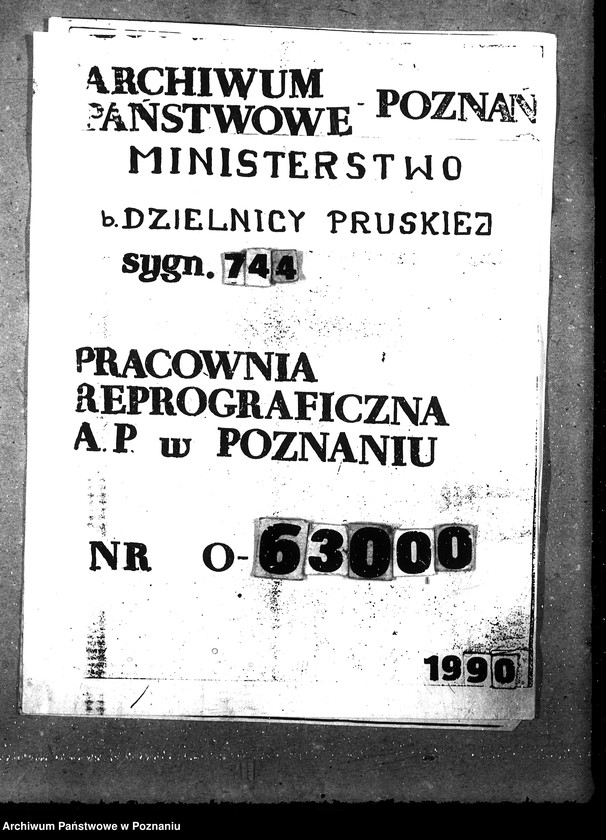 ARCHIWUM
PAŃSTWOWE - POZNAŃ
MINISTERSTWO
b. DZIELNICY PRUSKIEJ
sygn. 744
PRACOWNIA
REPROGRAFICZNA
A.P. w POZNANIU
NR O-63000
1990
Archiwum Państwowe w Poznaniu